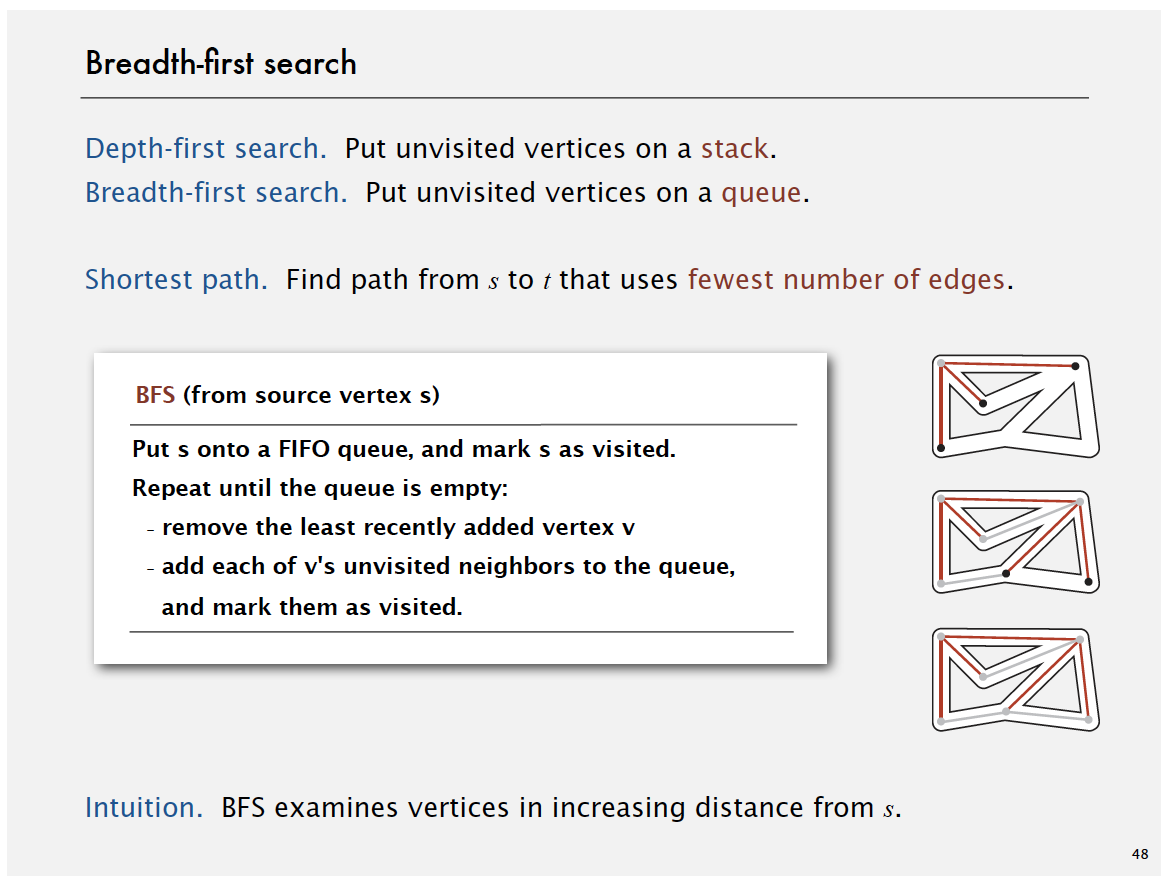 Breadth-first search
Depth-first search. Put unvisited vertices on a stack.
Breadth-first search. Put unvisited vertices on a queue.
Shortest path. Find path from s to t that uses fewest number of edges.
BFS (from source vertex s)
Put s onto a FIFO queue, and mark s as visited.
Repeat until the queue is empty:
- remove the least recently added vertex v
- add each of v's unvisited neighbors to the queue,
and mark them as visited.
Intuition. BFS examines vertices in increasing distance from s.
48